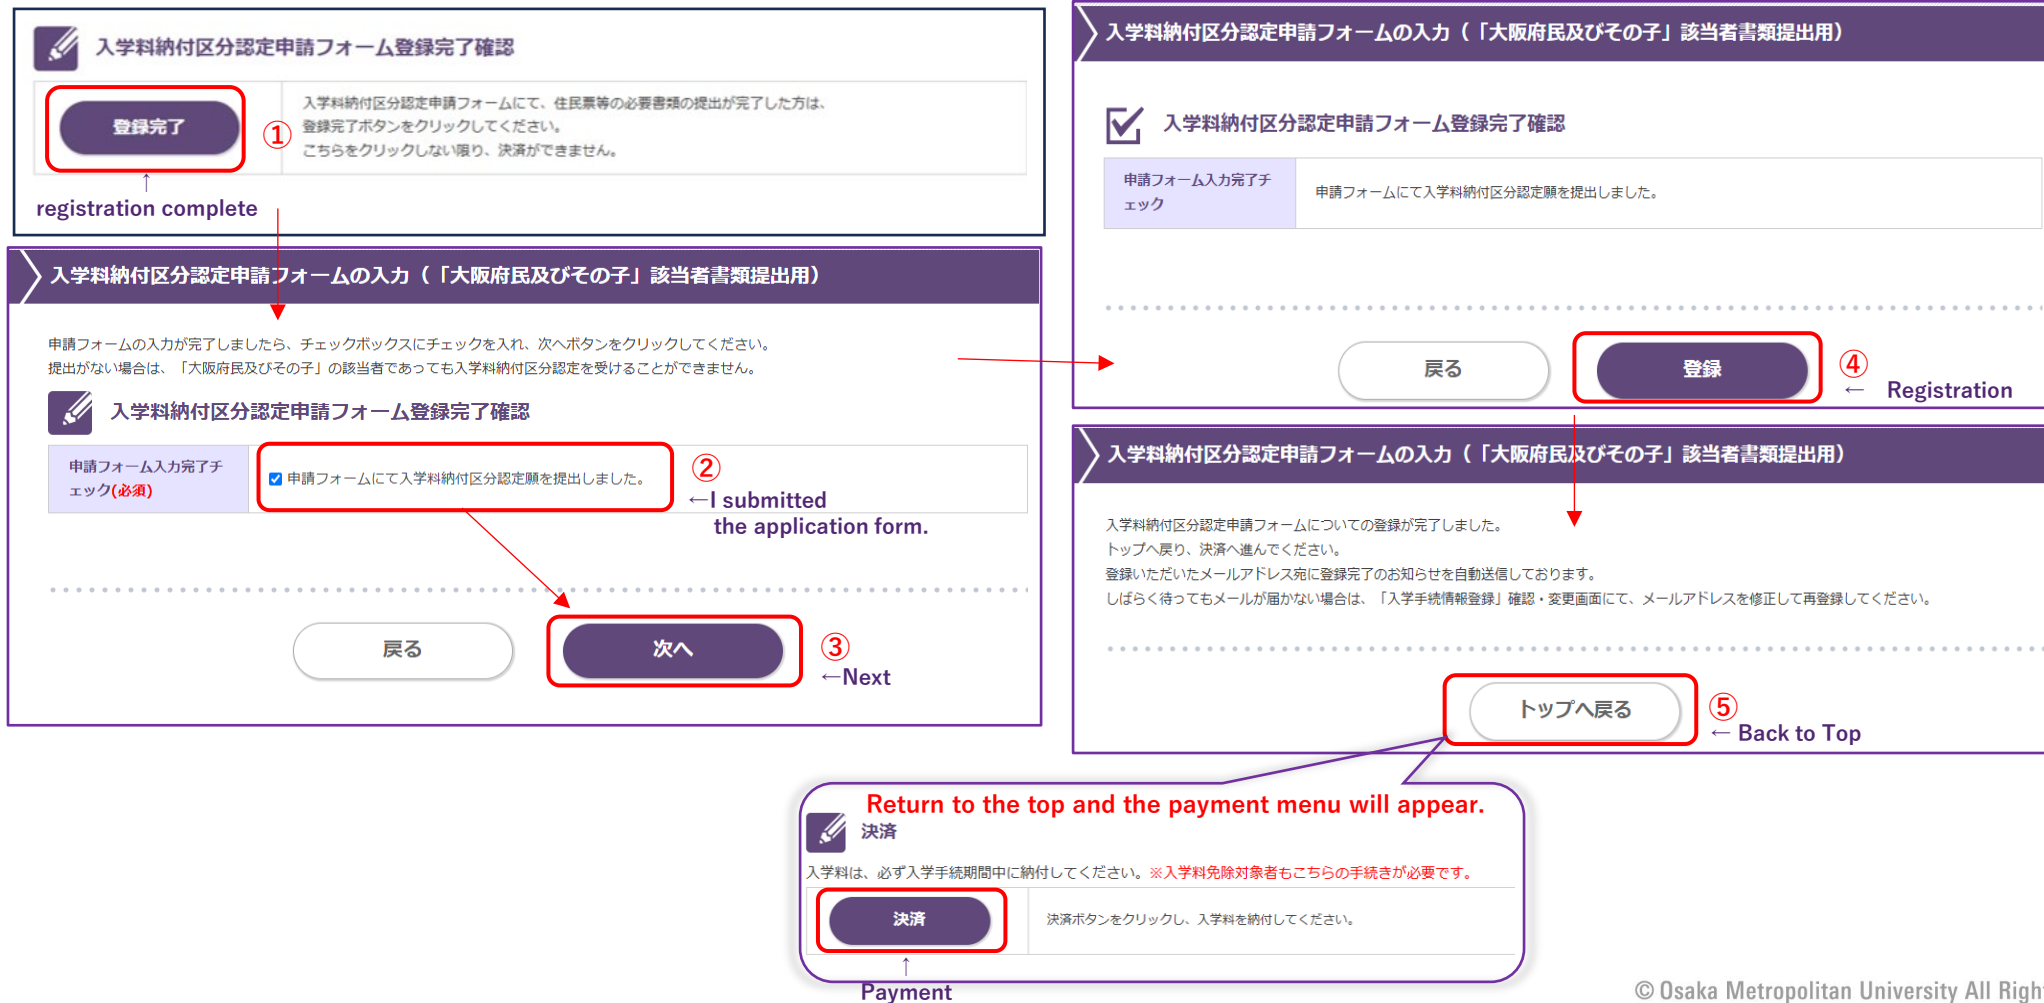 入学料納付区分認定申請フォーム登録完了確認
登録完了
①
入学料納付区分認定申請フォームにて、住民票等の必要書類の提出が完了した方は、
登録完了ボタンをクリックしてください。
こちらをクリックしない限り、決済ができません。
↑
registration complete
入学料納付区分認定申請フォームの入力（「大阪府民及びその子」該当者書類提出用）
申請フォームの入力が完了しましたら、チェックボックスにチェックを入れ、次へボタンをクリックしてください。
提出がない場合は、「大阪府民及びその子」の該当者であっても入学料納付区分認定を受けることができません。
入学料納付区分認定申請フォーム登録完了確認
申請フォーム入力完了チ
ェック(必須)
申請フォームにて入学料納付区分認定願を提出しました。
②
←I submitted
the application form.
戻る
次へ
③
←Next
入学料納付区分認定申請フォームの入力（「大阪府民及びその子」該当者書類提出用）
入学料納付区分認定申請フォーム登録完了確認
申請フォーム入力完了チ
ェック
申請フォームにて入学料納付区分認定願を提出しました。
戻る
登録
④
← Registration
入学料納付区分認定申請フォームの入力（「大阪府民及びその子」該当者書類提出用）
入学料納付区分認定申請フォームについての登録が完了しました。
トップへ戻り、決済へ進んでください。
登録いただいたメールアドレス宛に登録完了のお知らせを自動送信しております。
しばらく待ってもメールが届かない場合は、「入学手続情報登録」確認・変更画面にて、メールアドレスを修正して再登録してください。
トップへ戻る
⑤
← Back to Top
Return to the top and the payment menu will appear.
決済
入学料は、必ず入学手続期間中に納付してください。※入学料免除対象者もこちらの手続きが必要です。
決済
決済ボタンをクリックし、入学料を納付してください。
↑
Payment
© Osaka Metropolitan University All Righ